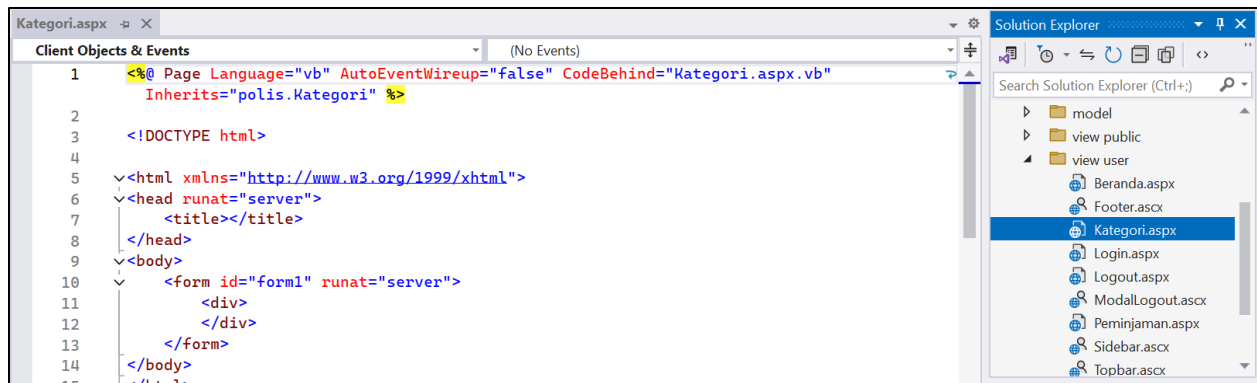 Kategori.aspx
Client Objects & Events
(No Events)
1 <%@ Page Language="vb" AutoEventWireup="false" CodeBehind="Kategori.aspx.vb"
Inherits="polis.Kategori" %>
2
3 <!DOCTYPE html>
4
5 <html xmlns="http://www.w3.org/1999/xhtml">
6 <head runat="server">
7 <title></title>
8 </head>
9 <body>
10 <form id="form1" runat="server">
11 <div>
12 </div>
13 </form>
14 </body>
Solution Explorer
Search Solution Explorer (Ctrl+;)
model
view public
view user
Beranda.aspx
Footer.ascx
Kategori.aspx
Login.aspx
Logout.aspx
ModalLogout.ascx
Peminjaman.aspx
Sidebar.ascx
Topbar.ascx